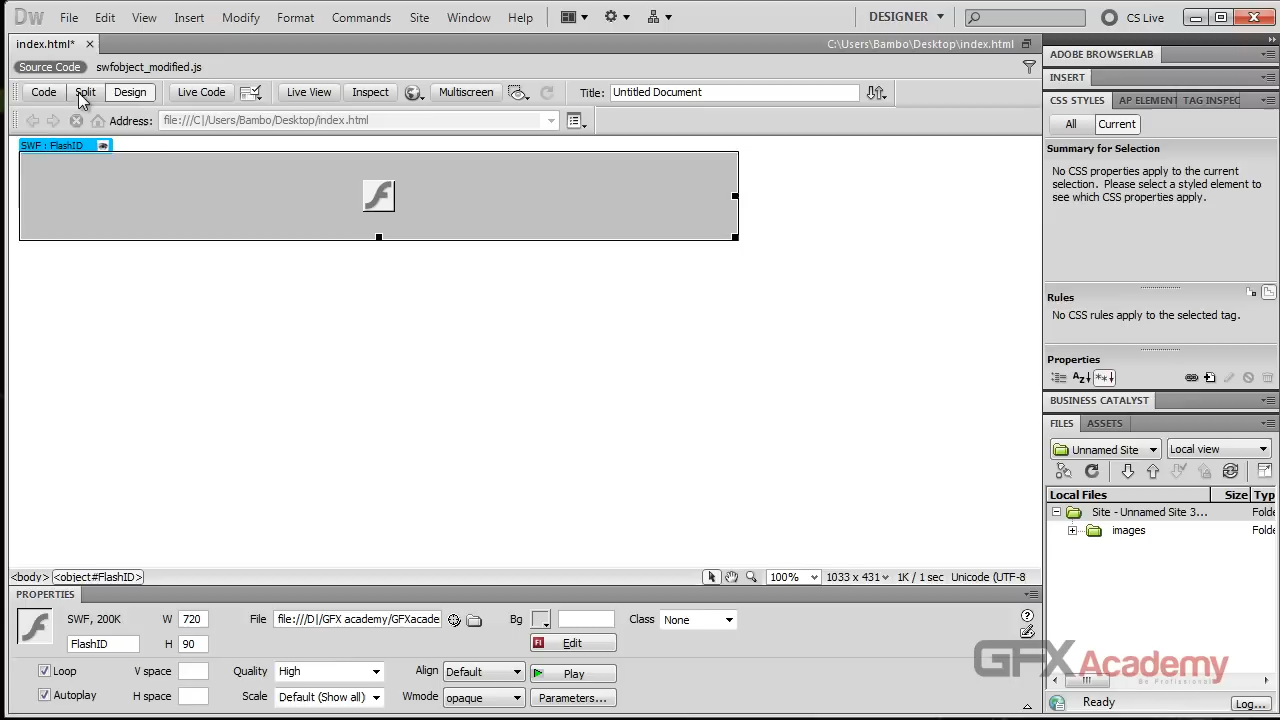 Dw File Edit View Insert Modify Format Commands Site Window Help DESIGNER CS Live
index.html* C:\Users\Bambo\Desktop\index.html
Source Code swfobject_modified.js
Code Split Design Live Code Live View Inspect Multiscreen Title: Untitled Document
Address: file:///C|/Users/Bambo/Desktop/index.html
SWF : FlashID
ADOBE BROWSERLAB
INSERT
CSS STYLES AP ELEMENT TAG INSPEC
All Current
Summary for Selection
No CSS properties apply to the current
selection. Please select a styled element to
see which CSS properties apply.
Rules
No CSS rules apply to the selected tag.
Properties
BUSINESS CATALYST
FILES ASSETS
Unnamed Site Local view
Local Files Size Typ
Site - Unnamed Site 3... Folde
images Folde
<body> <object#FlashID> 100% 1033 x 431 1K / 1 sec Unicode (UTF-8
PROPERTIES
SWF, 200K W 720 File file:///D|/GFX academy/GFXacade Bg Class None
FlashID H 90 Edit
Loop V space Quality High Align Default Play
Autoplay H space Scale Default (Show all) Wmode opaque Parameters...
GFXAcademy
Be Professional
Ready Log...